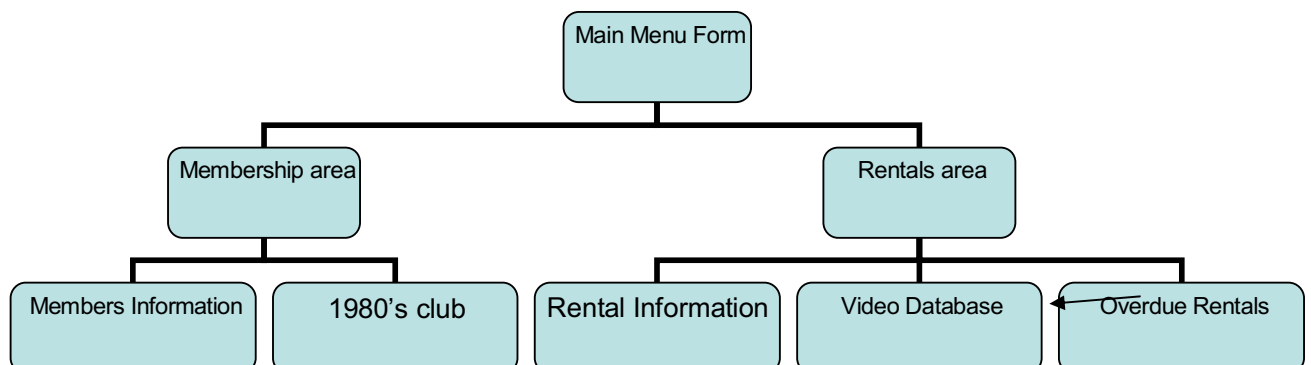 Main Menu Form
Membership area
Rentals area
Members Information
1980's club
Rental Information
Video Database
Overdue Rentals